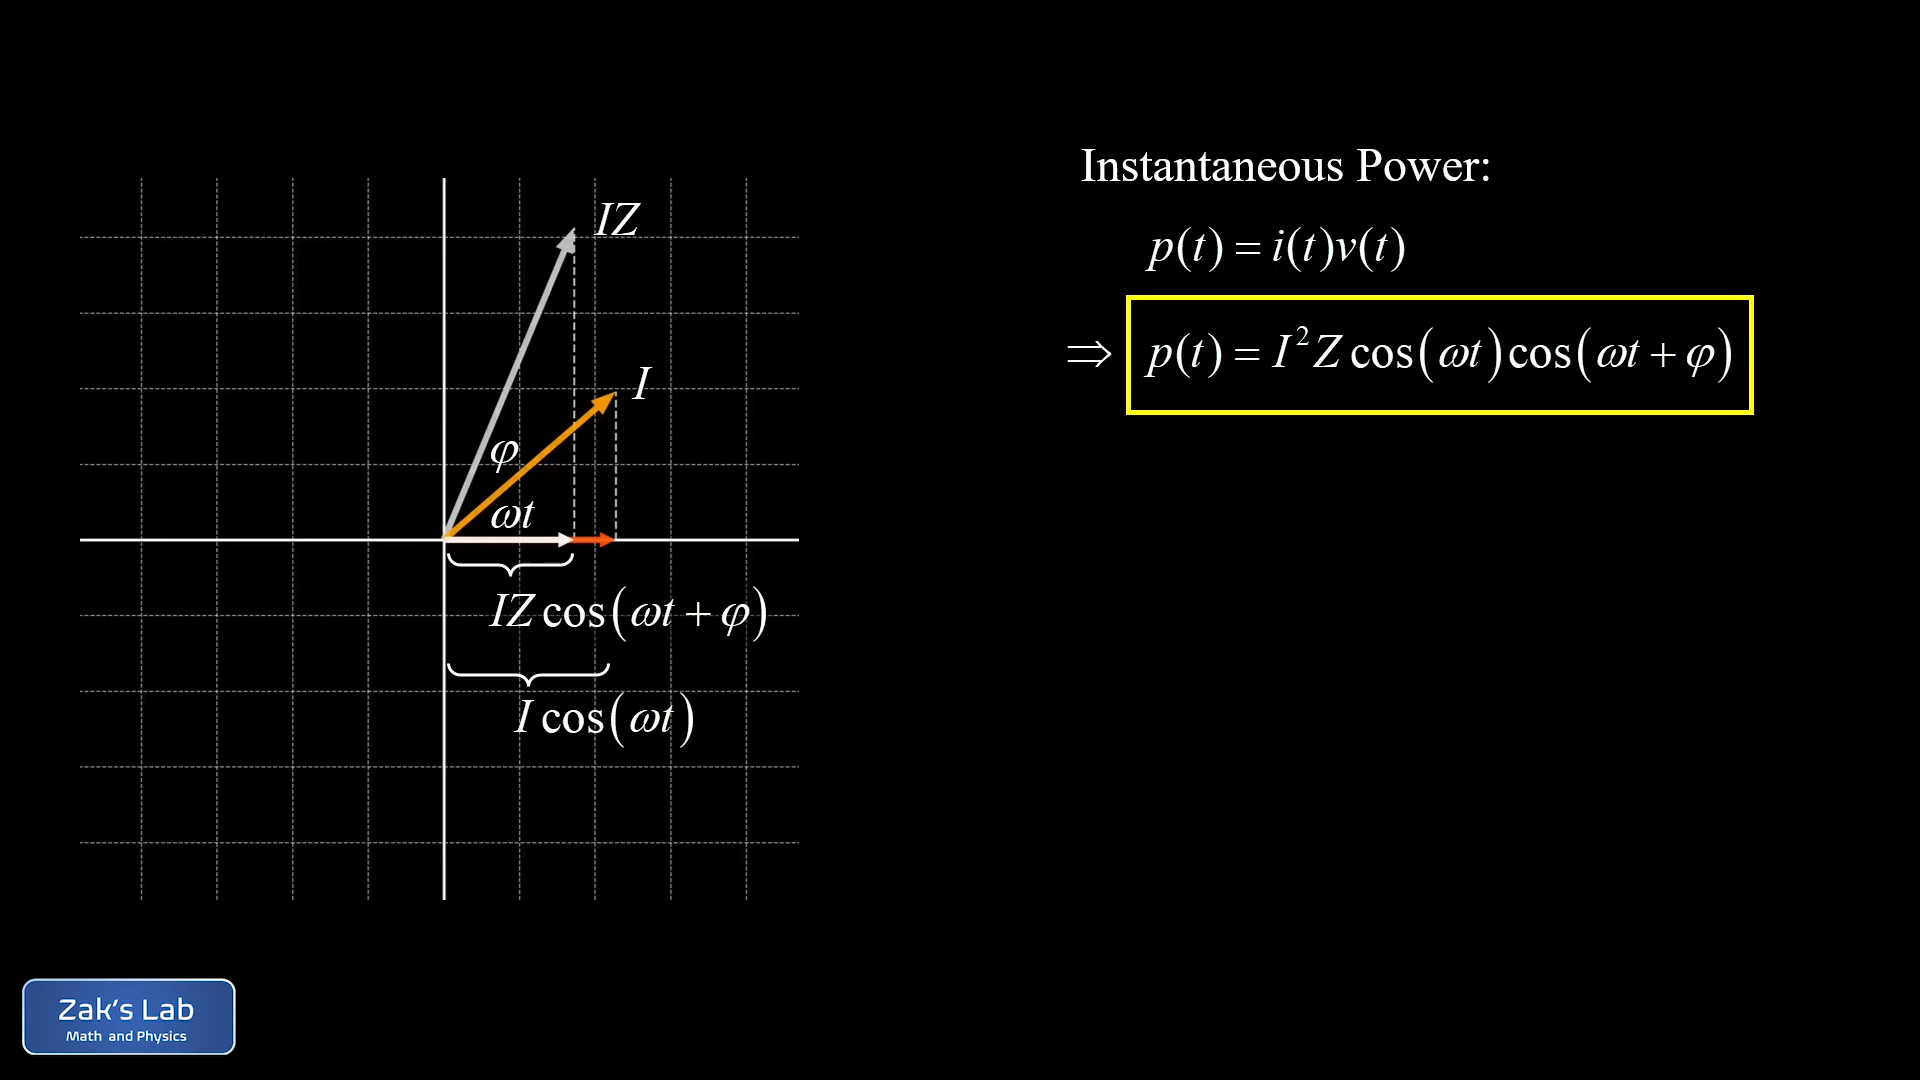 Instantaneous Power:
p(t) = i(t)v(t)
⇒ p(t) = I²Z cos(ωt)cos(ωt + φ)
IZ
I
φ
ωt
IZ cos(ωt + φ)
I cos(ωt)
Zak's Lab
Math and Physics